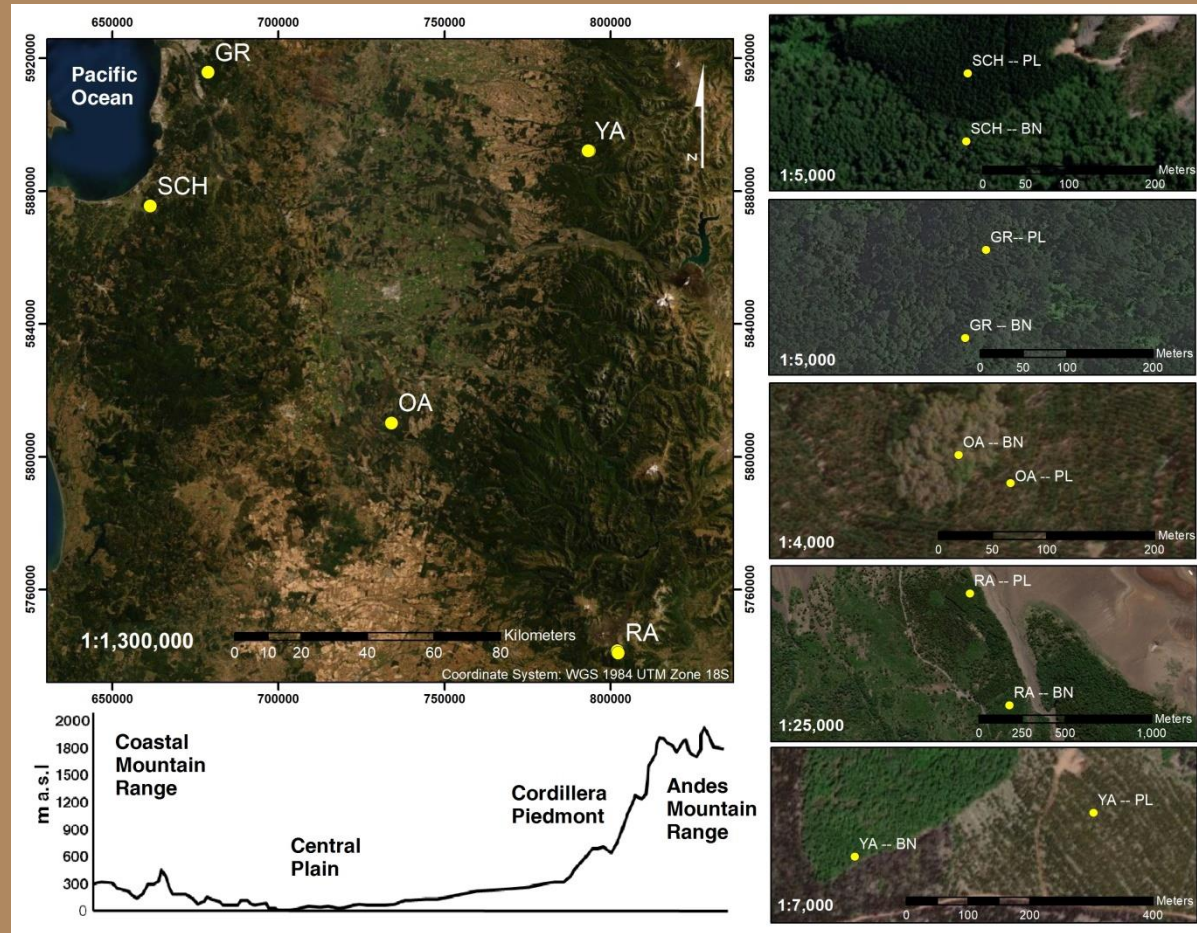 650000 700000 750000 800000
5920000
5880000
5840000
5800000
5760000
Pacific
Ocean
GR
YA
SCH
OA
RA
N
1:1,300,000
Kilometers
0 10 20 40 60 80
Coordinate System: WGS 1984 UTM Zone 18S
5920000
5880000
5840000
5800000
5760000
650000 700000 750000 800000
m a.s.l
2000
1800
1500
1200
900
600
300
0
Coastal
Mountain
Range
Central
Plain
Cordillera
Piedmont
Andes
Mountain
Range
SCH -- PL
SCH -- BN
1:5,000
Meters
0 50 100 200
GR-- PL
GR -- BN
1:5,000
Meters
0 50 100 200
OA -- BN
OA -- PL
1:4,000
Meters
0 50 100 200
RA -- PL
RA -- BN
1:25,000
Meters
0 250 500 1,000
YA -- PL
YA -- BN
1:7,000
Meters
0 100 200 400